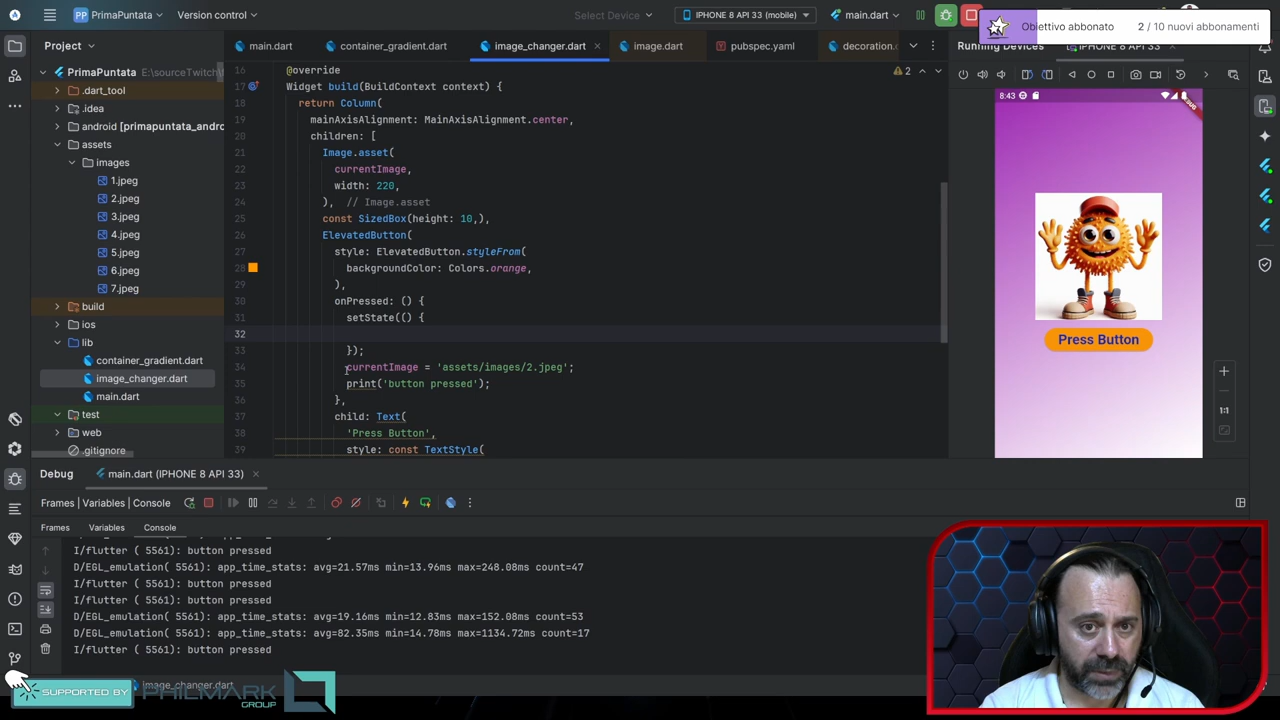 PP PrimaPuntata Version control Select Device IPHONE 8 API 33 (mobile) main.dart
Obiettivo abbonato 2 / 10 nuovi abbonamenti
Project main.dart container_gradient.dart image_changer.dart image.dart pubspec.yaml decoration. Running Devices IPHONE 8 API 33
PrimaPuntata E:\sourceTwitch\
.dart_tool
.idea
android [primapuntata_andro
assets
images
1.jpeg
2.jpeg
3.jpeg
4.jpeg
5.jpeg
6.jpeg
7.jpeg
build
ios
lib
container_gradient.dart
image_changer.dart
main.dart
test
web
.gitignore
2
16 @override
17 Widget build(BuildContext context) {
18 return Column(
19 mainAxisAlignment: MainAxisAlignment.center,
20 children: [
21 Image.asset(
22 currentImage,
23 width: 220,
24 ), // Image.asset
25 const SizedBox(height: 10,),
26 ElevatedButton(
27 style: ElevatedButton.styleFrom(
28 backgroundColor: Colors.orange,
29 ),
30 onPressed: () {
31 setState(() {
32
33 });
34 currentImage = 'assets/images/2.jpeg';
35 print('button pressed');
36 },
37 child: Text(
38 'Press Button',
39 style: const TextStyle(
8:43
DEBUG
Press Button
1:1
Debug main.dart (IPHONE 8 API 33)
Frames | Variables | Console
Frames Variables Console
I/flutter ( 5561): button pressed
D/EGL_emulation( 5561): app_time_stats: avg=21.57ms min=13.96ms max=248.08ms count=47
I/flutter ( 5561): button pressed
I/flutter ( 5561): button pressed
D/EGL_emulation( 5561): app_time_stats: avg=19.16ms min=12.83ms max=152.08ms count=53
D/EGL_emulation( 5561): app_time_stats: avg=82.35ms min=14.78ms max=1134.72ms count=17
I/flutter ( 5561): button pressed
image_changer.dart
SUPPORTED BY PHILMARK
GROUP